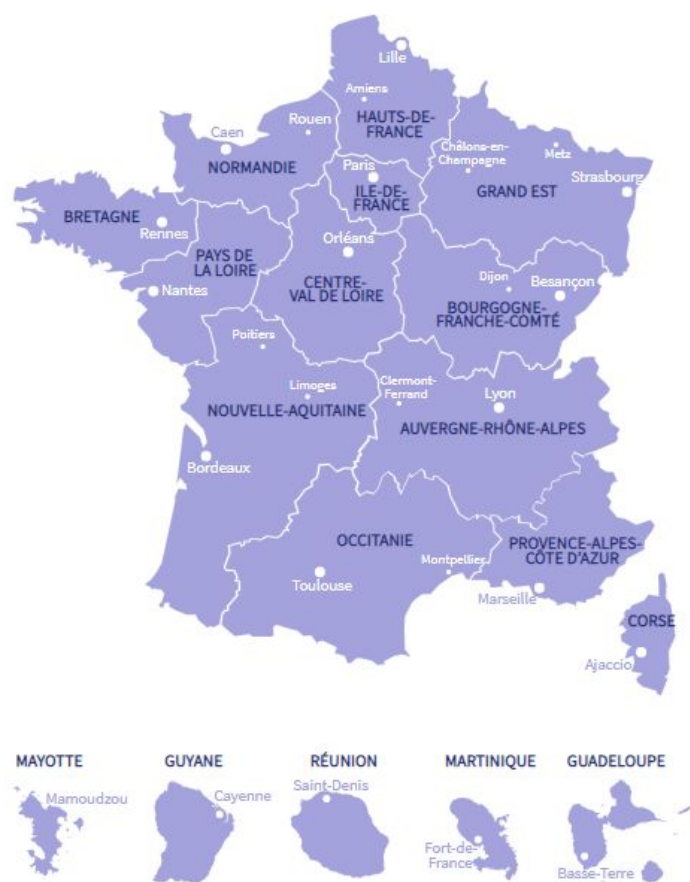 Lille
Amiens
HAUTS-DE-
FRANCE
Rouen
Caen
NORMANDIE
Châlons-en-
Champagne
Metz
Strasbourg
GRAND EST
Paris
ILE-DE-
FRANCE
BRETAGNE
Rennes
PAYS DE
LA LOIRE
Nantes
Orléans
CENTRE-
VAL DE LOIRE
Dijon
Besançon
BOURGOGNE-
FRANCHE-COMTÉ
Poitiers
Limoges
NOUVELLE-AQUITAINE
Bordeaux
Clermont-
Ferrand
Lyon
AUVERGNE-RHÔNE-ALPES
OCCITANIE
Toulouse
Montpellier
PROVENCE-ALPES-
CÔTE D'AZUR
Marseille
CORSE
Ajaccio
MAYOTTE
Mamoudzou
GUYANE
Cayenne
RÉUNION
Saint-Denis
MARTINIQUE
Fort-de-
France
GUADELOUPE
Basse-Terre